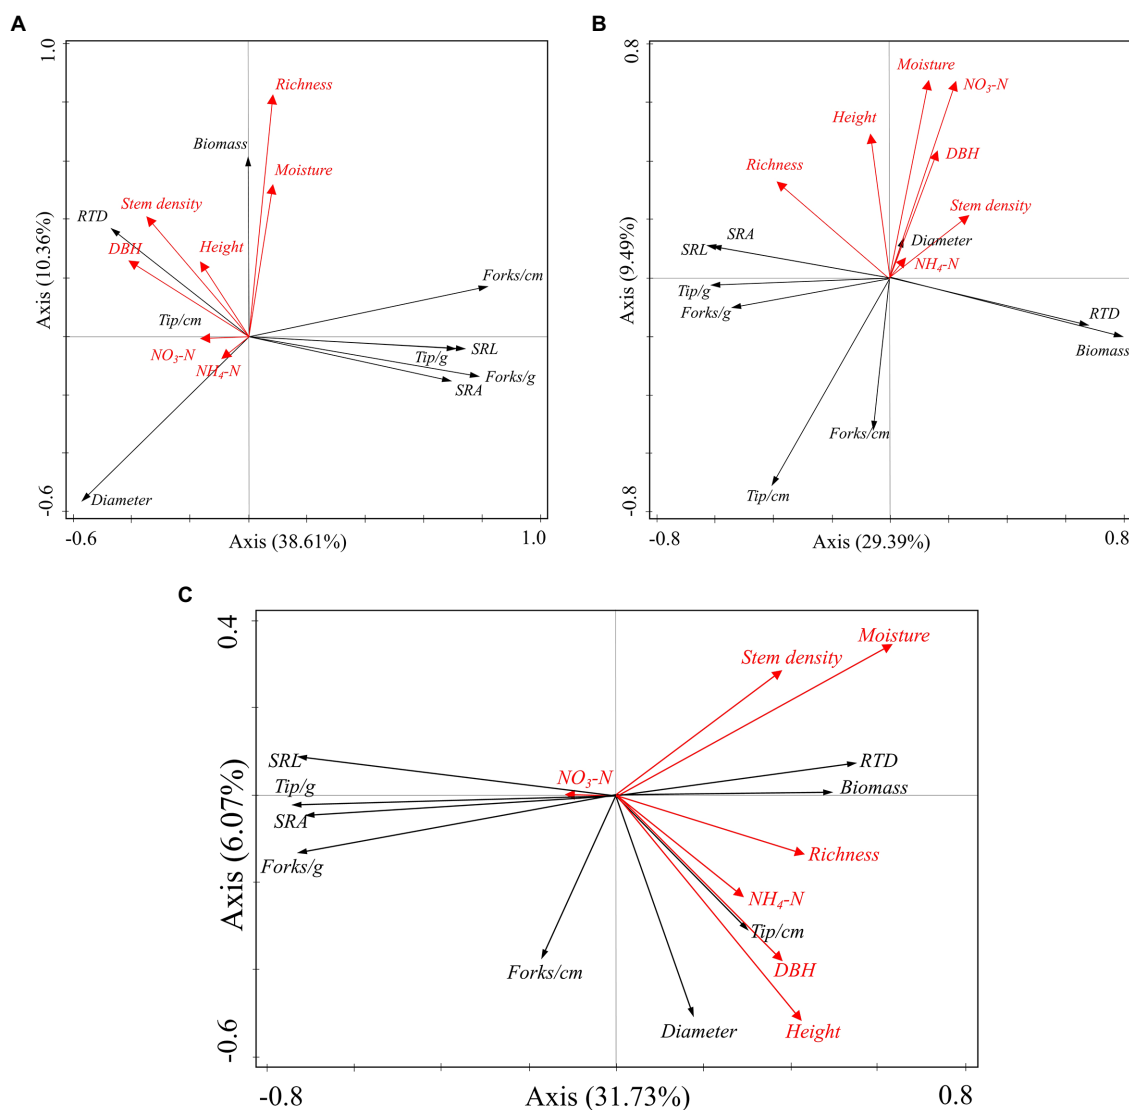 A
1.0
Richness
Biomass
Moisture
Stem density
RTD
DBH
Height
Forks/cm
Tip/cm
NO3-N
NH4-N
Tip/g
SRL
Forks/g
SRA
Diameter
Axis (10.36%)
-0.6
-0.6
Axis (38.61%)
1.0
B
0.8
Moisture
NO3-N
Height
DBH
Richness
Stem density
SRA
SRL
Diameter
NH4-N
Tip/g
Forks/g
RTD
Biomass
Forks/cm
Tip/cm
Axis (9.49%)
-0.8
-0.8
Axis (29.39%)
0.8
C
0.4
Moisture
Stem density
SRL
NO3-N
RTD
Tip/g
Biomass
SRA
Richness
Forks/g
NH4-N
Tip/cm
Forks/cm
DBH
Diameter
Height
Axis (6.07%)
-0.6
-0.8
Axis (31.73%)
0.8